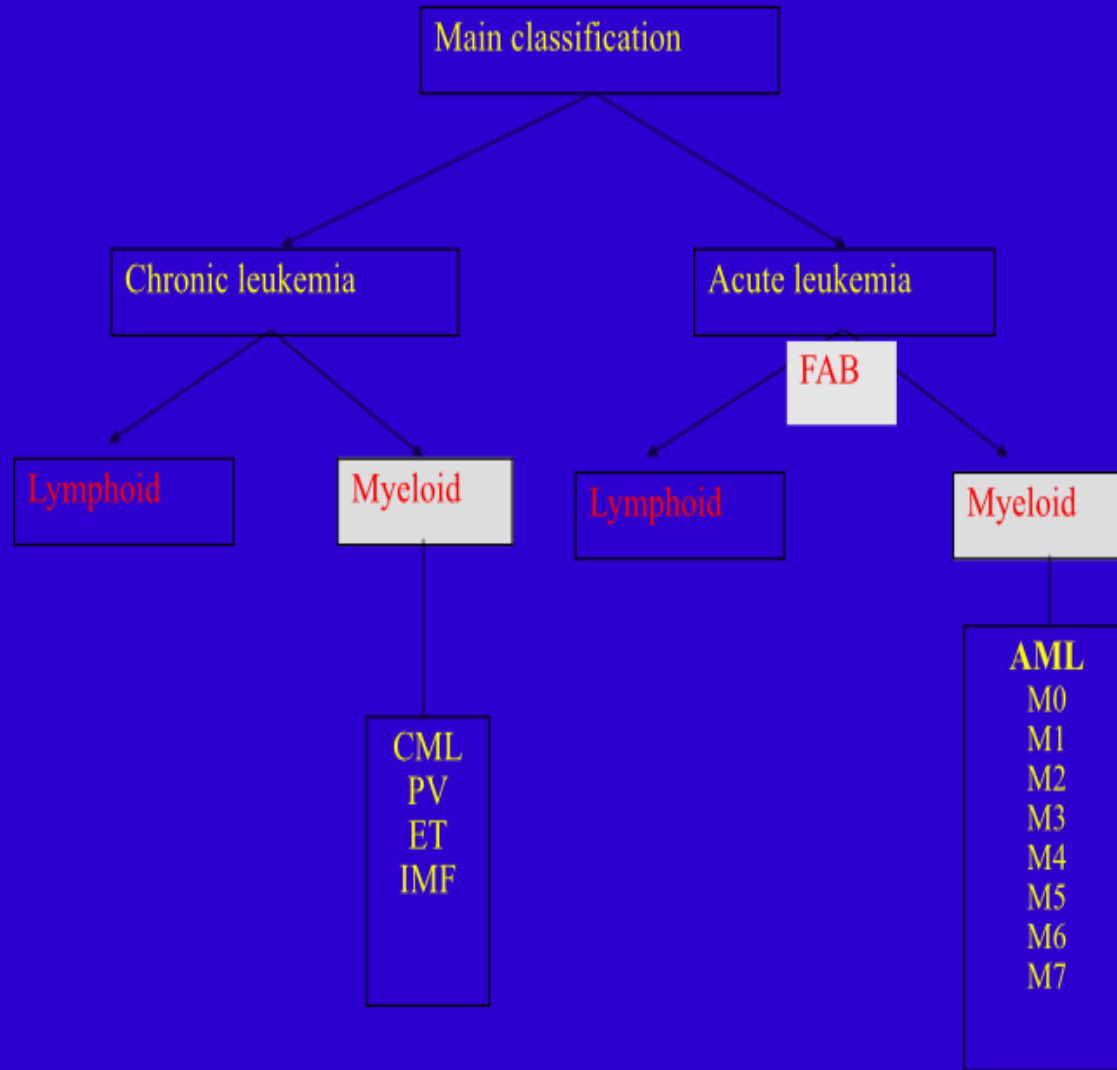 Main classification
Chronic leukemia
Acute leukemia
FAB
Lymphoid
Myeloid
Lymphoid
Myeloid
CML
PV
ET
IMF
AML
M0
M1
M2
M3
M4
M5
M6
M7